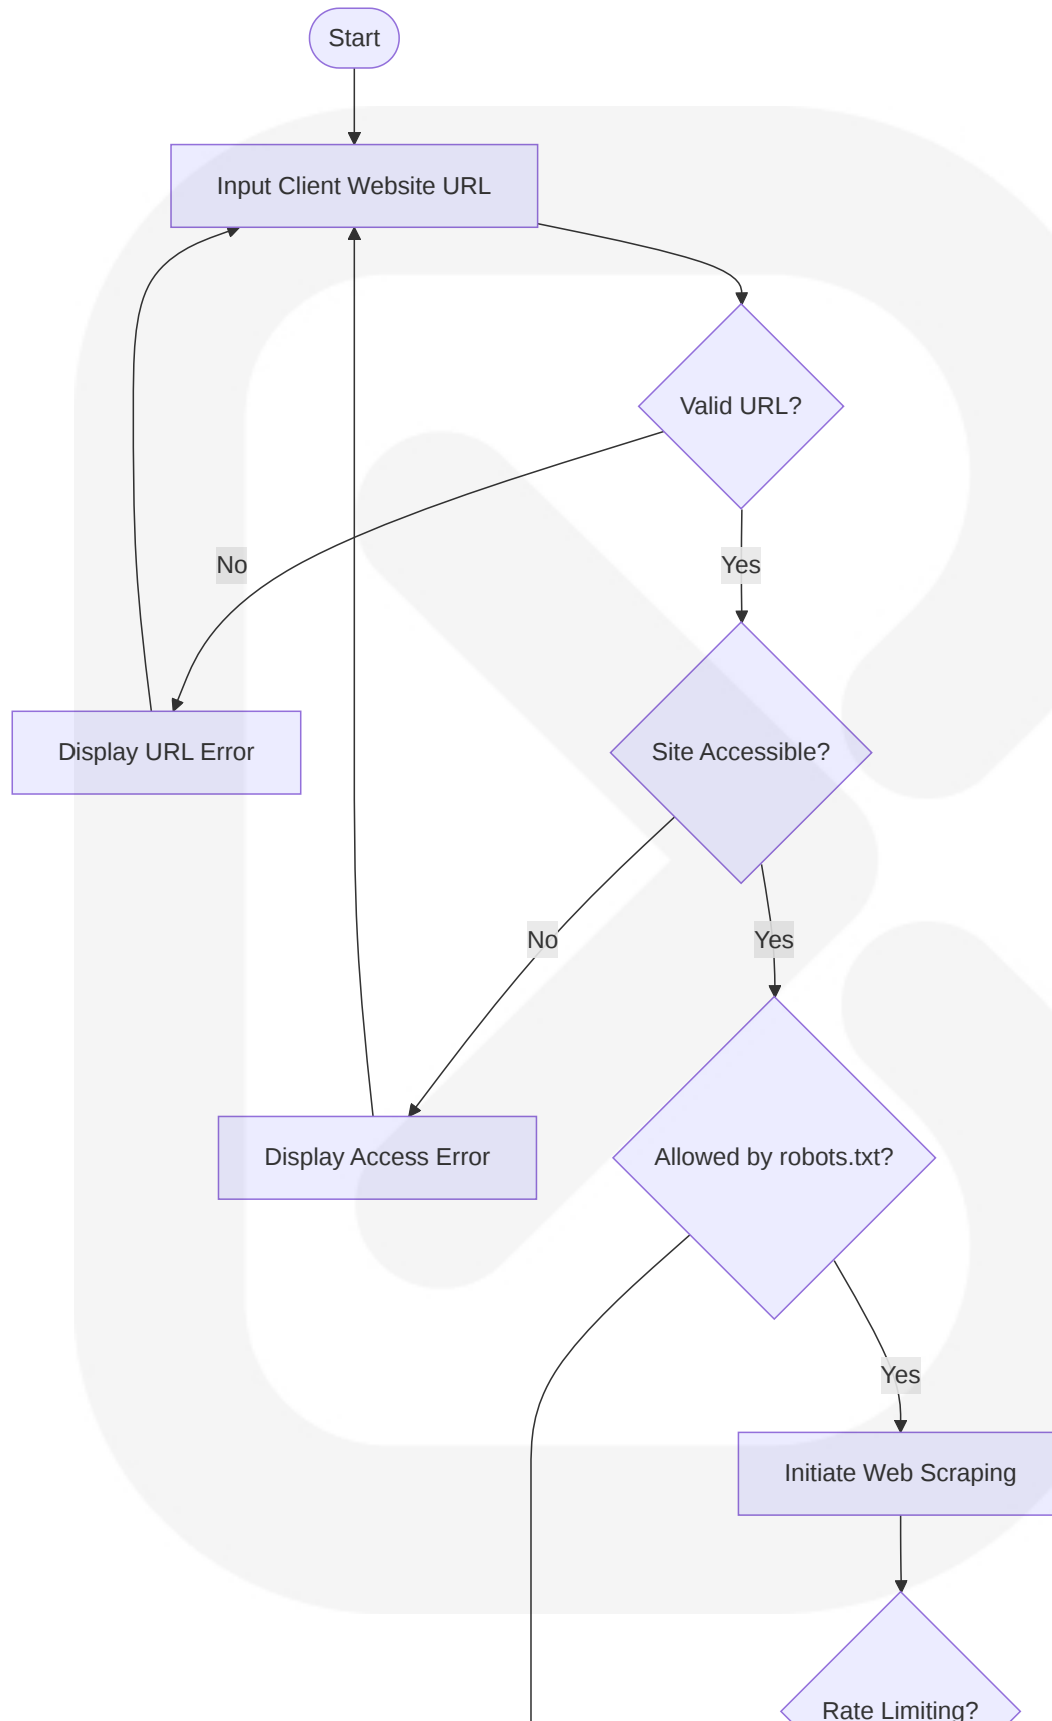 Start
Input Client Website URL
Valid URL?
No
Yes
Display URL Error
Site Accessible?
No
Yes
Display Access Error
Allowed by robots.txt?
Yes
Initiate Web Scraping
Rate Limiting?